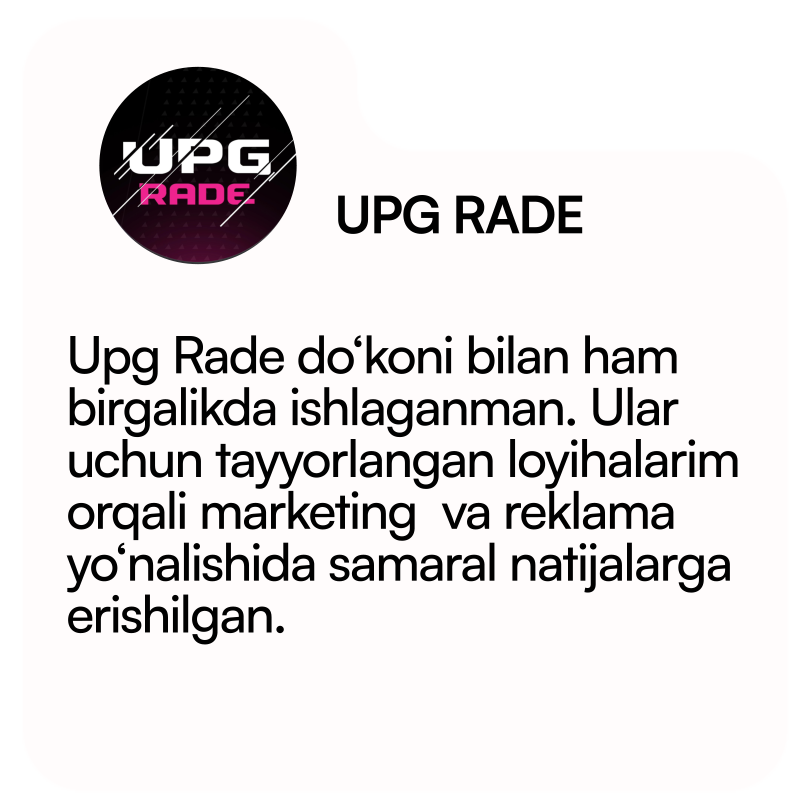 UPG
RADE
UPG RADE
Upg Rade do‘koni bilan ham
birgalikda ishlaganman. Ular
uchun tayyorlangan loyihalarim
orqali marketing  va reklama
yo‘nalishida samaral natijalarga
erishilgan.